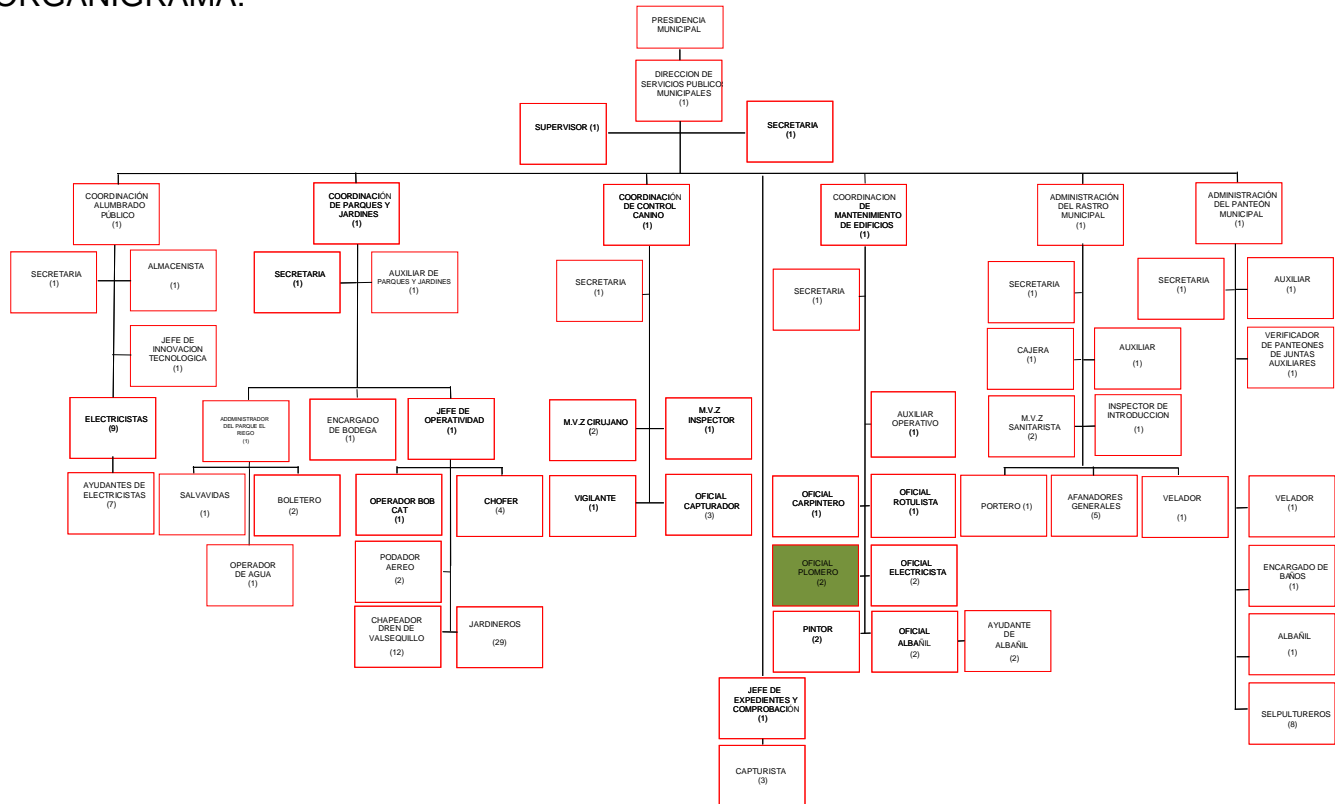 ORGANIGRAMA.
PRESIDENCIA
MUNICIPAL
DIRECCION DE
SERVICIOS PUBLICO
MUNICIPALES
(1)
SUPERVISOR (1)
SECRETARIA
(1)
COORDINACIÓN
ALUMBRADO
PÚBLICO
(1)
SECRETARIA
(1)
ALMACENISTA
(1)
JEFE DE
INNOVACION
TECNOLOGICA
(1)
ELECTRICISTAS
(9)
AYUDANTES DE
ELECTRICISTAS
(7)
COORDINACIÓN
DE PARQUES Y
JARDINES
(1)
SECRETARIA
(1)
AUXILIAR DE
PARQUES Y JARDINES
(1)
ADDMINISTRADOR
DEL PARQUE EL
RIEGO
(1)
SALVAVIDAS
(1)
BOLETERO
(2)
OPERADOR
DE AGUA
(1)
ENCARGADO
DE BODEGA
(1)
JEFE DE
OPERATIVIDAD
(1)
OPERADOR BOB
CAT
(1)
CHOFER
(4)
PODADOR
AEREO
(2)
CHAPEADOR
DREN DE
VALSEQUILLO
(12)
JARDINEROS
(29)
COORDINACIÓN
DE CONTROL
CANINO
(1)
SECRETARIA
(1)
M.V.Z CIRUJANO
(2)
M.V.Z
INSPECTOR
(1)
VIGILANTE
(1)
OFICIAL
CAPTURADOR
(3)
JEFE DE
EXPEDIENTES Y
COMPROBACIÓN
(1)
CAPTURISTA
(3)
COORDINACION
DE
MANTENIMIENTO
DE EDIFICIOS
(1)
SECRETARIA
(1)
AUXILIAR
OPERATIVO
(1)
OFICIAL
CARPINTERO
(1)
OFICIAL
ROTULISTA
(1)
OFICIAL
PLOMERO
(2)
OFICIAL
ELECTRICISTA
(2)
PINTOR
(2)
OFICIAL
ALBAÑIL
(2)
AYUDANTE
DE
ALBAÑIL
(2)
ADMINISTRACIÓN
DEL RASTRO
MUNICIPAL
(1)
SECRETARIA
(1)
CAJERA
(1)
AUXILIAR
(1)
M.V.Z
SANITARISTA
(2)
INSPECTOR DE
INTRODUCCION
(1)
PORTERO (1)
AFANADORES
GENERALES
(5)
VELADOR
(1)
ADMINISTRACIÓN
DEL PANTEÓN
MUNICIPAL
(1)
SECRETARIA
(1)
AUXILIAR
(1)
VERIFICADOR
DE PANTEONES
DE JUNTAS
AUXILIARES
(1)
VELADOR
(1)
ENCARGADO DE
BAÑOS
(1)
ALBAÑIL
(1)
SELPULTUREROS
(8)